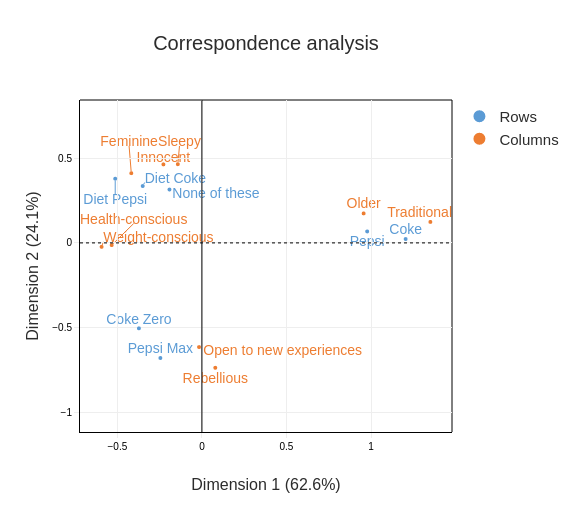 Correspondence analysis
Rows
Columns
Feminine Sleepy
Innocent
Diet Coke
Diet Pepsi
None of these
Older
Health-conscious
Traditional
Weight-conscious
Coke
Pepsi
Coke Zero
Pepsi Max
Open to new experiences
Rebellious
0.5
0
−0.5
−1
−0.5
0
0.5
1
Dimension 2 (24.1%)
Dimension 1 (62.6%)